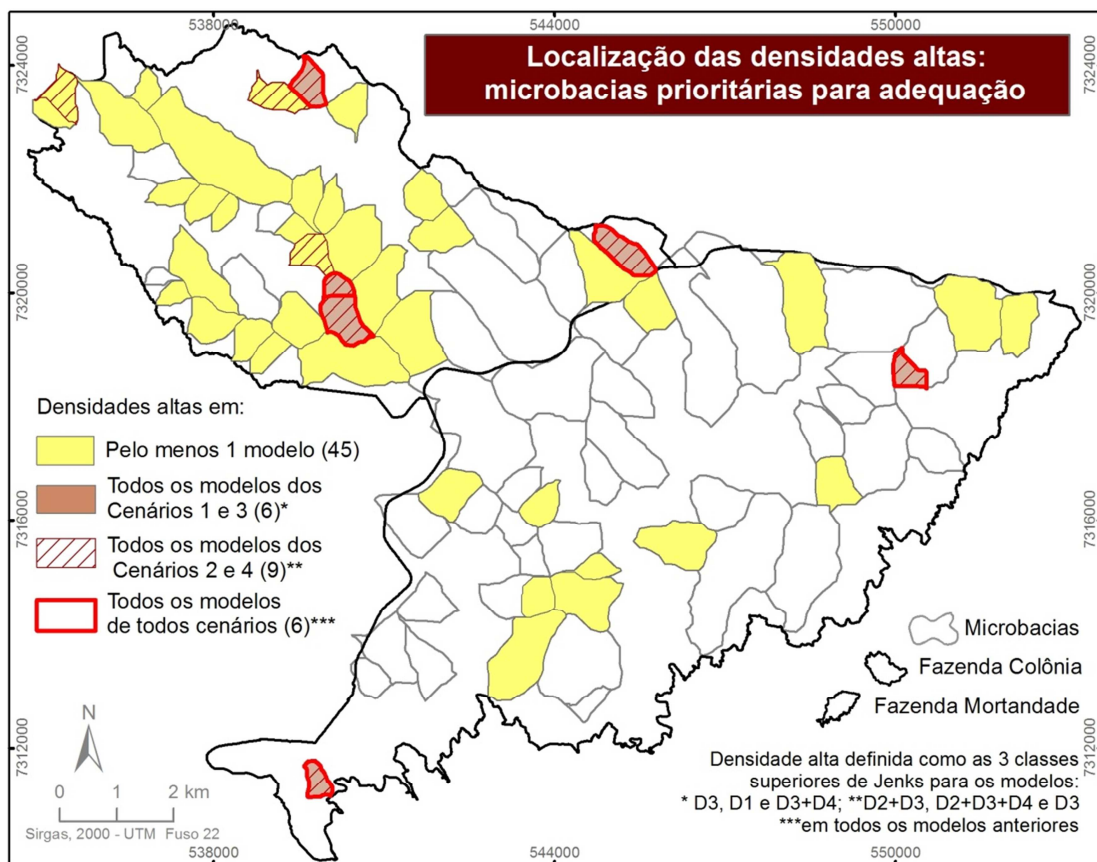 538000
544000
550000
7324000
7324000
Localização das densidades altas:
microbacias prioritárias para adequação
7320000
7320000
Densidades altas em:
Pelo menos 1 modelo (45)
Todos os modelos dos
Cenários 1 e 3 (6)*
Todos os modelos dos
Cenários 2 e 4 (9)**
Todos os modelos
de todos cenários (6)***
7316000
7316000
Microbacias
Fazenda Colônia
Fazenda Mortandade
N
0 1 2 km
Sirgas, 2000 - UTM Fuso 22
7312000
7312000
Densidade alta definida como as 3 classes
superiores de Jenks para os modelos:
* D3, D1 e D3+D4; **D2+D3, D2+D3+D4 e D3
***em todos os modelos anteriores
538000
544000
550000